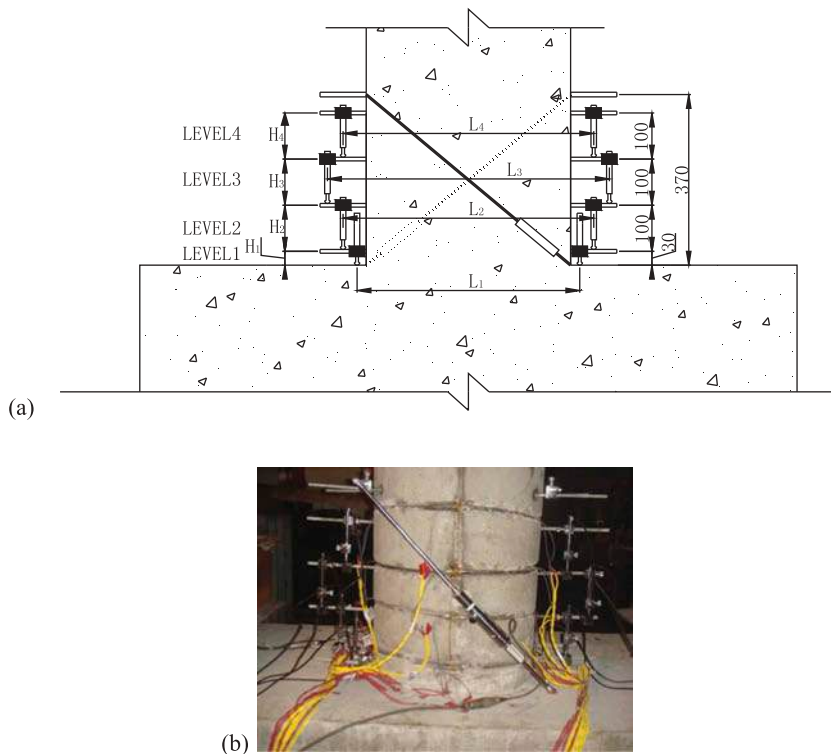 L₄
LEVEL4 H₄ 100
LEVEL3 H₃ L₃ 100 370
L₂
LEVEL2 H₂ 100
LEVEL1 H₁ 30
L₁
(a)
(b)